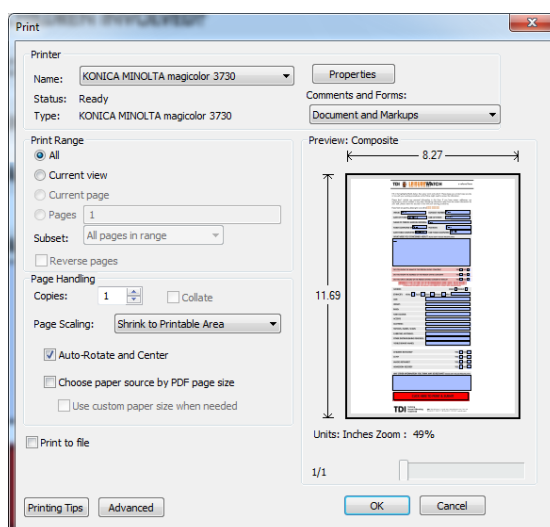 Print
Printer
Name: KONICA MINOLTA magicolor 3730
Properties
Status: Ready
Comments and Forms:
Type: KONICA MINOLTA magicolor 3730
Document and Markups
Print Range
All
Current view
Current page
Pages 1
Subset: All pages in range
Reverse pages
Page Handling
Copies: 1
Collate
Page Scaling: Shrink to Printable Area
Auto-Rotate and Center
Choose paper source by PDF page size
Use custom paper size when needed
Print to file
Preview: Composite
8.27
11.69
TDI
TDI
Units: Inches Zoom : 49%
1/1
Printing Tips
Advanced
OK
Cancel